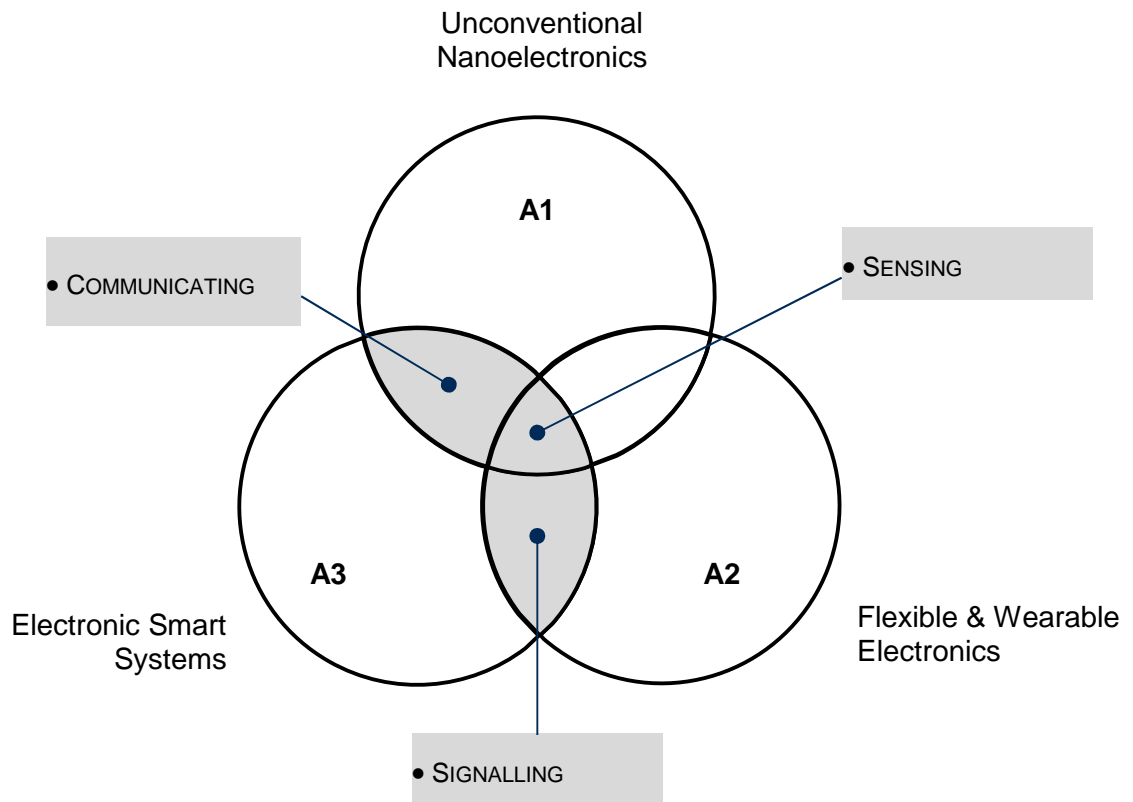 Unconventional
Nanoelectronics
A1
• COMMUNICATING
• SENSING
A3
A2
Electronic Smart
Systems
Flexible & Wearable
Electronics
• SIGNALLING